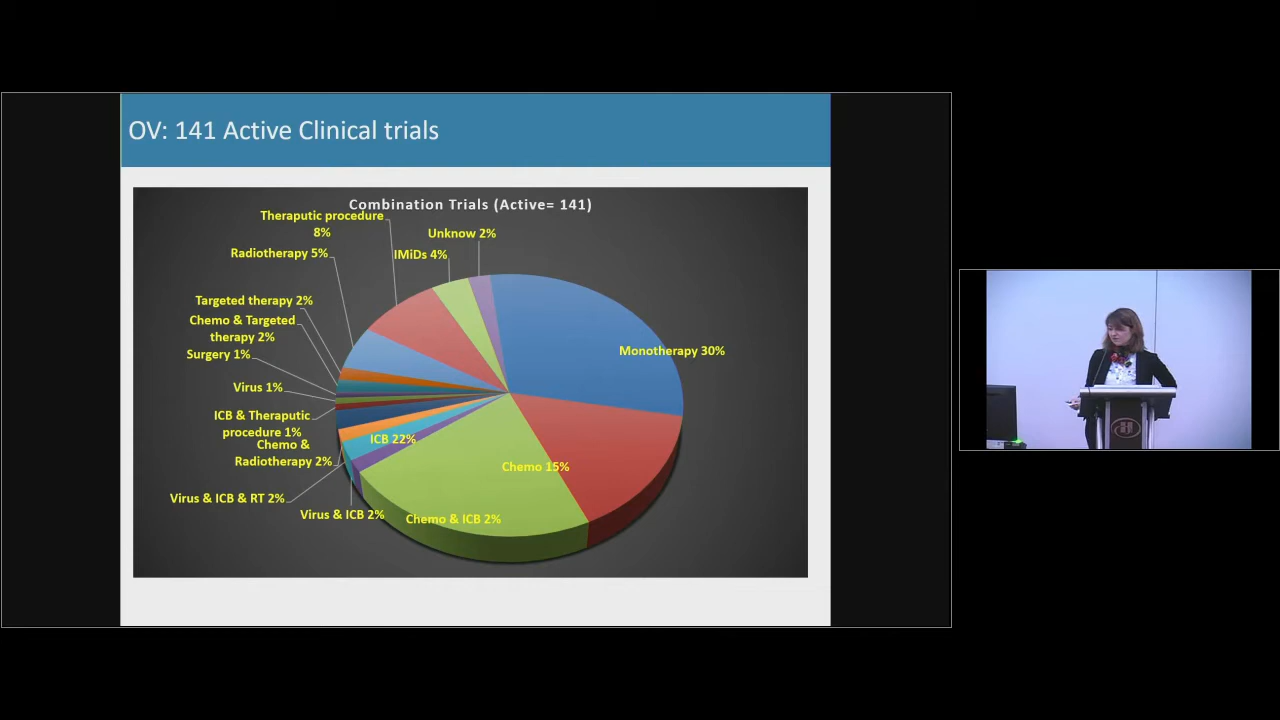 OV: 141 Active Clinical trials
Combination Trials (Active= 141)
Theraputic procedure
8%
Unknow 2%
Radiotherapy 5%
IMiDs 4%
Targeted therapy 2%
Chemo & Targeted
therapy 2%
Surgery 1%
Monotherapy 30%
Virus 1%
ICB & Theraputic
procedure 1%
Chemo &
Radiotherapy 2%
ICB 22%
Chemo 15%
Virus & ICB & RT 2%
Virus & ICB 2%
Chemo & ICB 2%